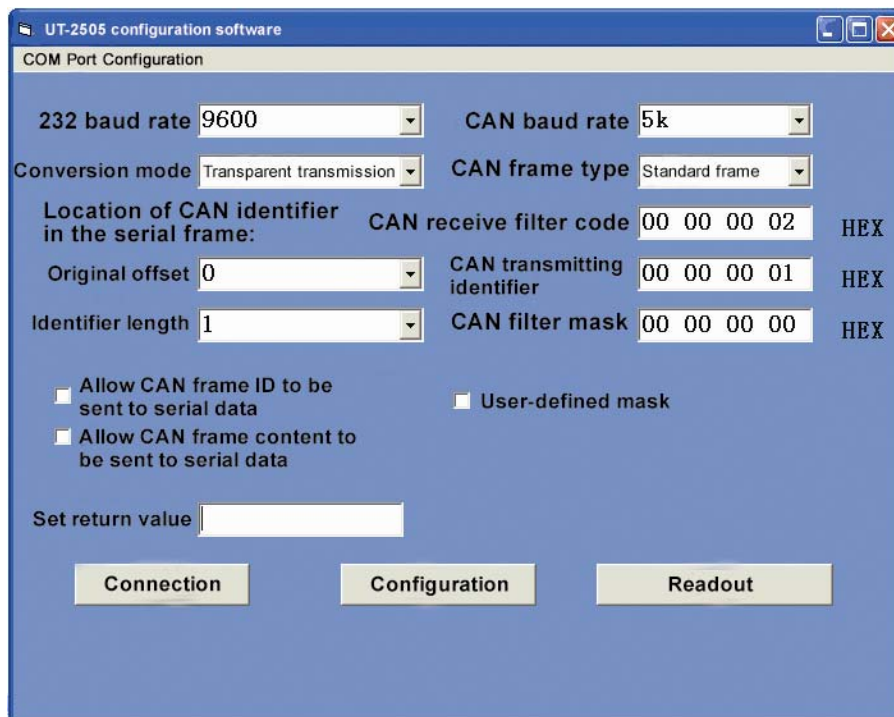 UT-2505 configuration software
COM Port Configuration
232 baud rate 9600
CAN baud rate 5k
Conversion mode Transparent transmission
CAN frame type Standard frame
Location of CAN identifier
in the serial frame:
CAN receive filter code 00 00 00 02 HEX
Original offset 0
CAN transmitting
identifier 00 00 00 01 HEX
Identifier length 1
CAN filter mask 00 00 00 00 HEX
Allow CAN frame ID to be
sent to serial data
User-defined mask
Allow CAN frame content to
be sent to serial data
Set return value
Connection
Configuration
Readout